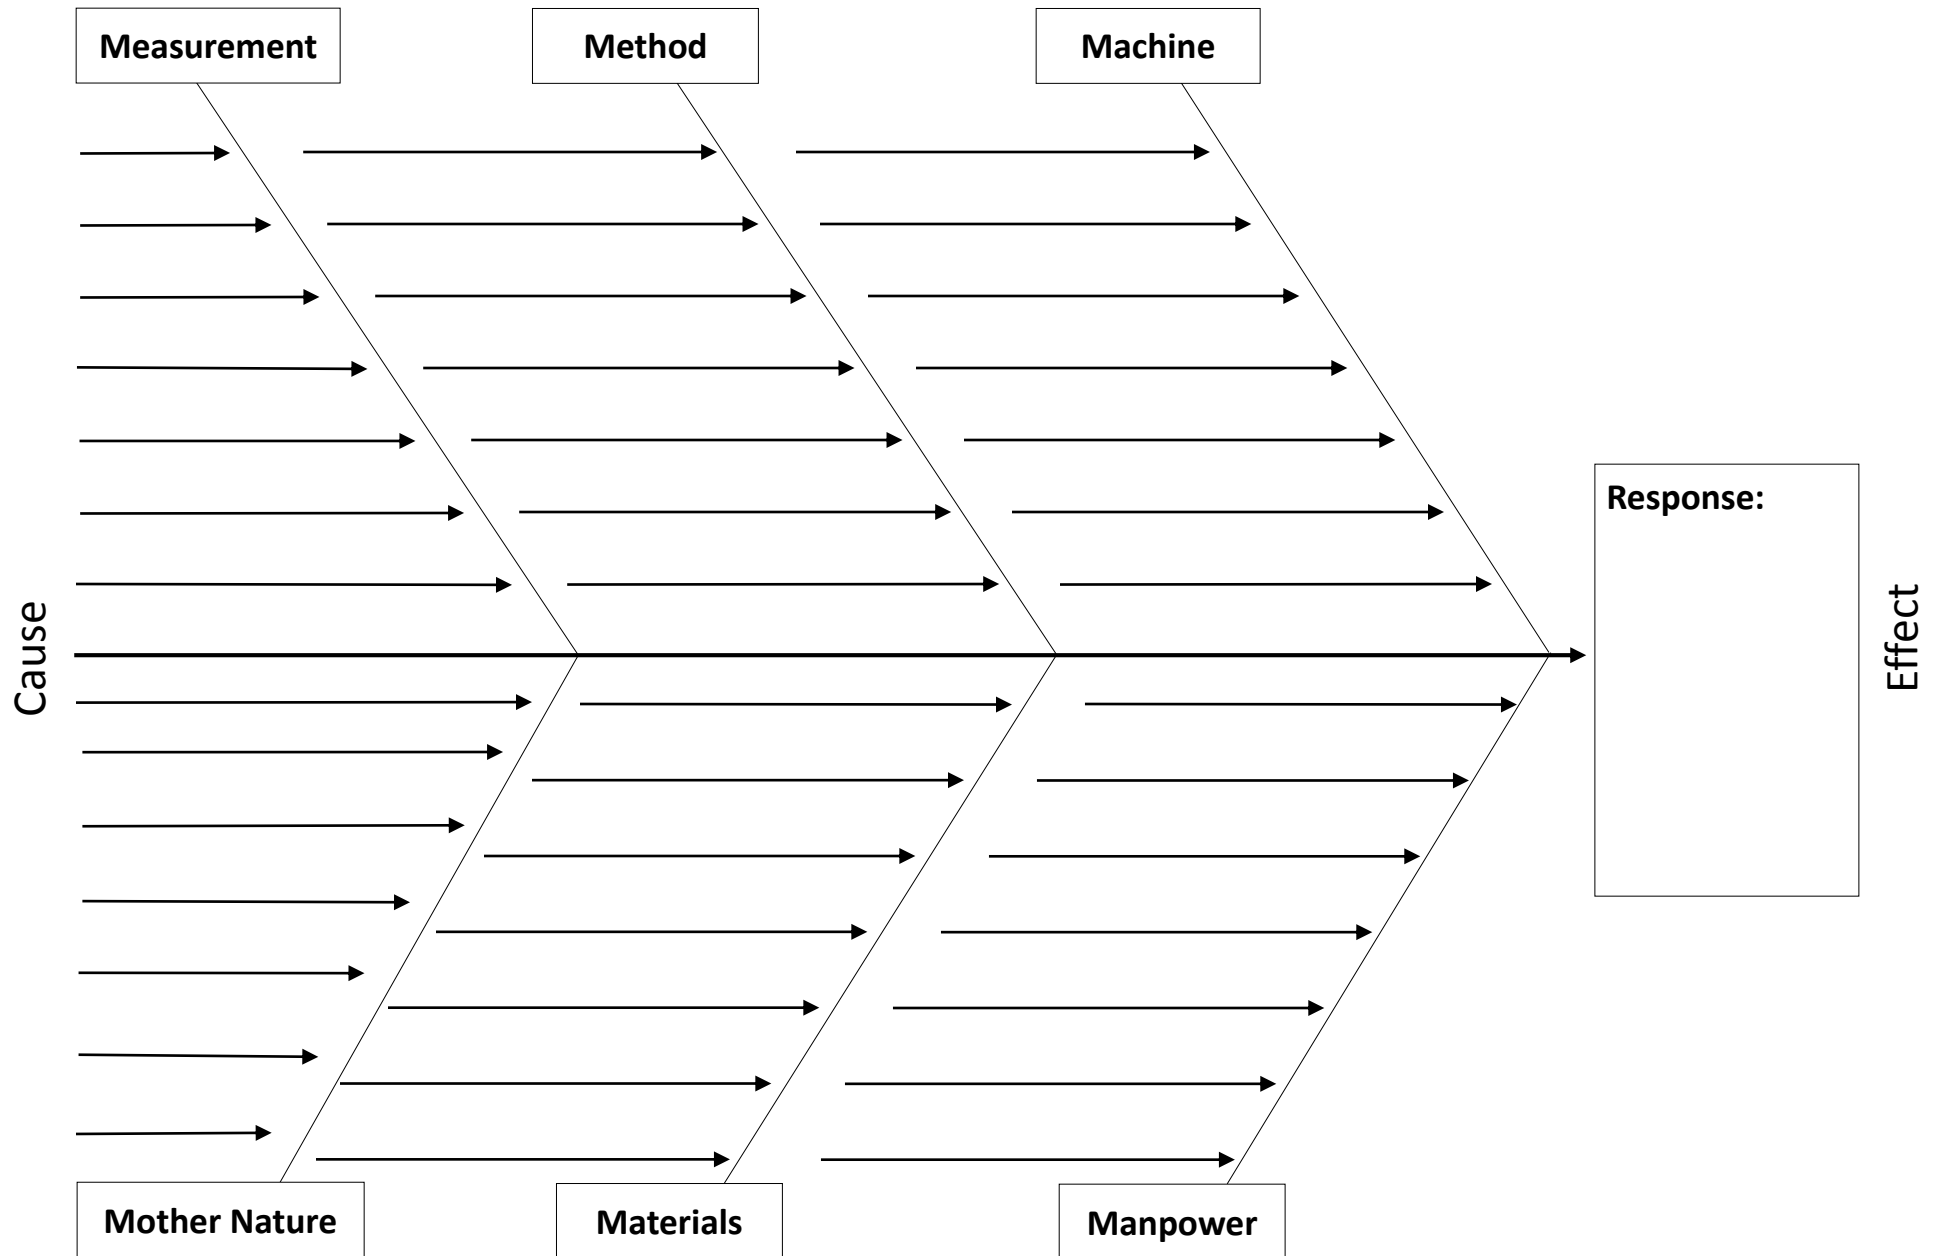 Measurement
Method
Machine
Cause
Response:
Effect
Mother Nature
Materials
Manpower